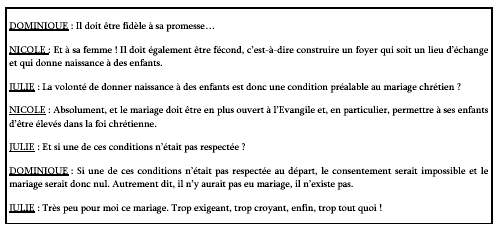 DOMINIQUE : Il doit être fidèle à sa promesse…
NICOLE : Et à sa femme ! Il doit également être fécond, c'est-à-dire construire un foyer qui soit un lieu d'échange
et qui donne naissance à des enfants.
JULIE : La volonté de donner naissance à des enfants est donc une condition préalable au mariage chrétien ?
NICOLE : Absolument, et le mariage doit être en plus ouvert à l'Evangile et, en particulier, permettre à ses enfants
d'être élevés dans la foi chrétienne.
JULIE : Et si une de ces conditions n'était pas respectée ?
DOMINIQUE : Si une de ces conditions n'était pas respectée au départ, le consentement serait impossible et le
mariage serait donc nul. Autrement dit, il n'y aurait pas eu mariage, il n'existe pas.
JULIE : Très peu pour moi ce mariage. Trop exigeant, trop croyant, enfin, trop tout quoi !